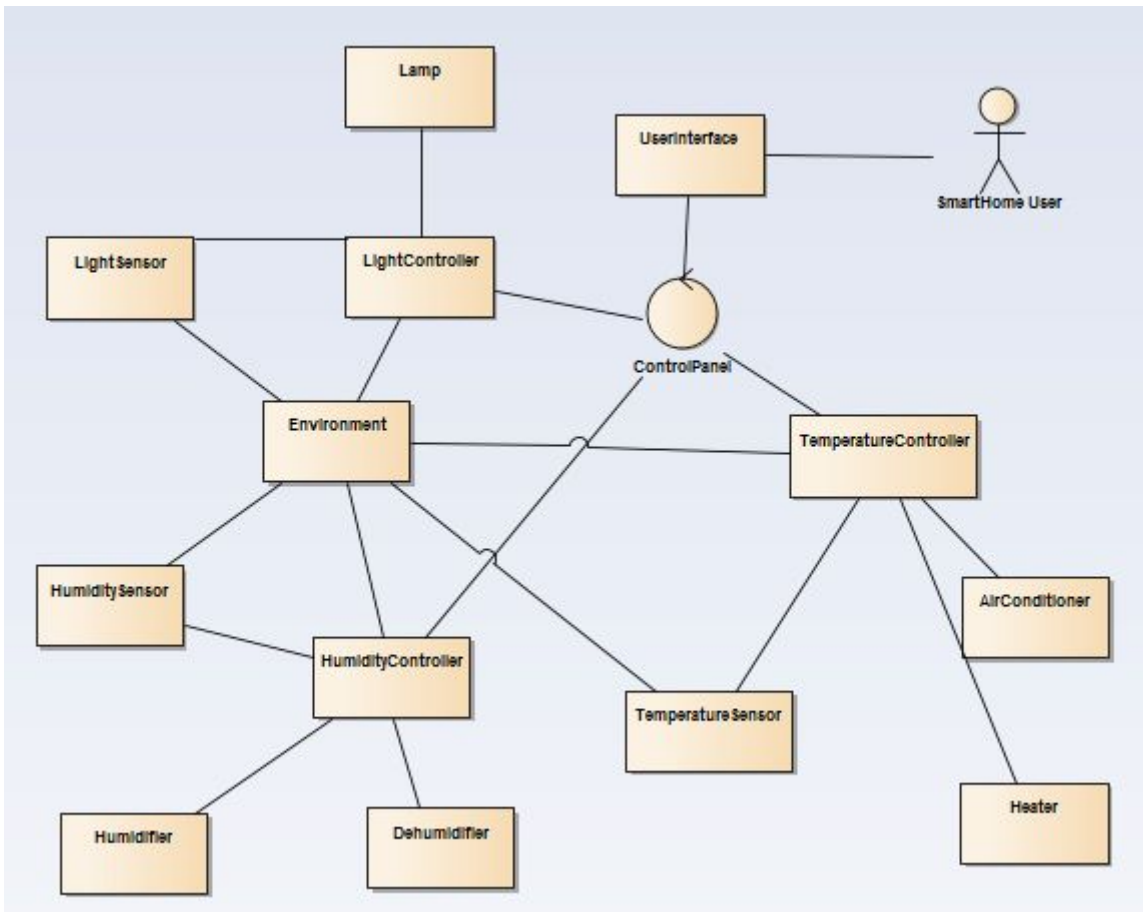 Lamp
UserInterface
SmartHome User
LightSensor
LightController
ControlPanel
Environment
TemperatureController
HumiditySensor
AirConditioner
HumidityController
TemperatureSensor
Heater
Humidifier
Dehumidifier